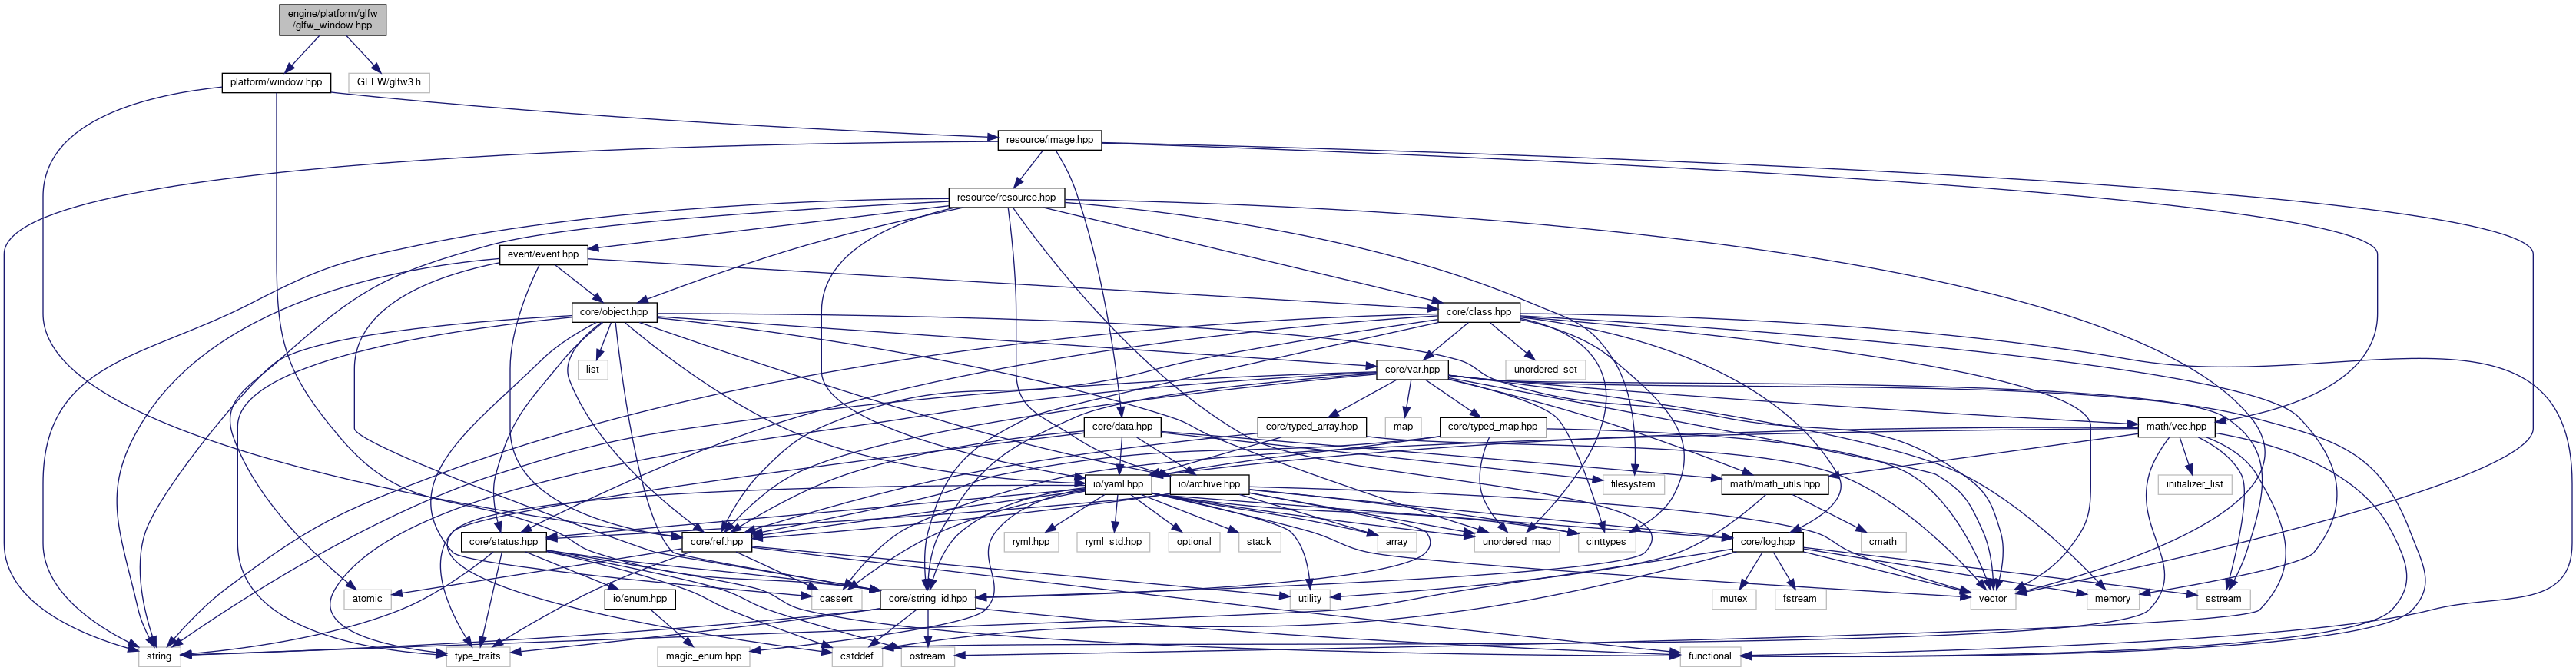 engine/platform/glfw
/glfw_window.hpp
platform/window.hpp
GLFW/glfw3.h
resource/image.hpp
resource/resource.hpp
event/event.hpp
core/object.hpp
core/class.hpp
list
core/var.hpp
unordered_set
core/data.hpp
core/typed_array.hpp
map
core/typed_map.hpp
math/vec.hpp
io/yaml.hpp
io/archive.hpp
filesystem
math/math_utils.hpp
initializer_list
core/status.hpp
core/ref.hpp
ryml.hpp
ryml_std.hpp
optional
stack
array
unordered_map
cinttypes
core/log.hpp
cmath
atomic
io/enum.hpp
cassert
core/string_id.hpp
utility
mutex
fstream
vector
memory
sstream
string
type_traits
magic_enum.hpp
cstddef
ostream
functional